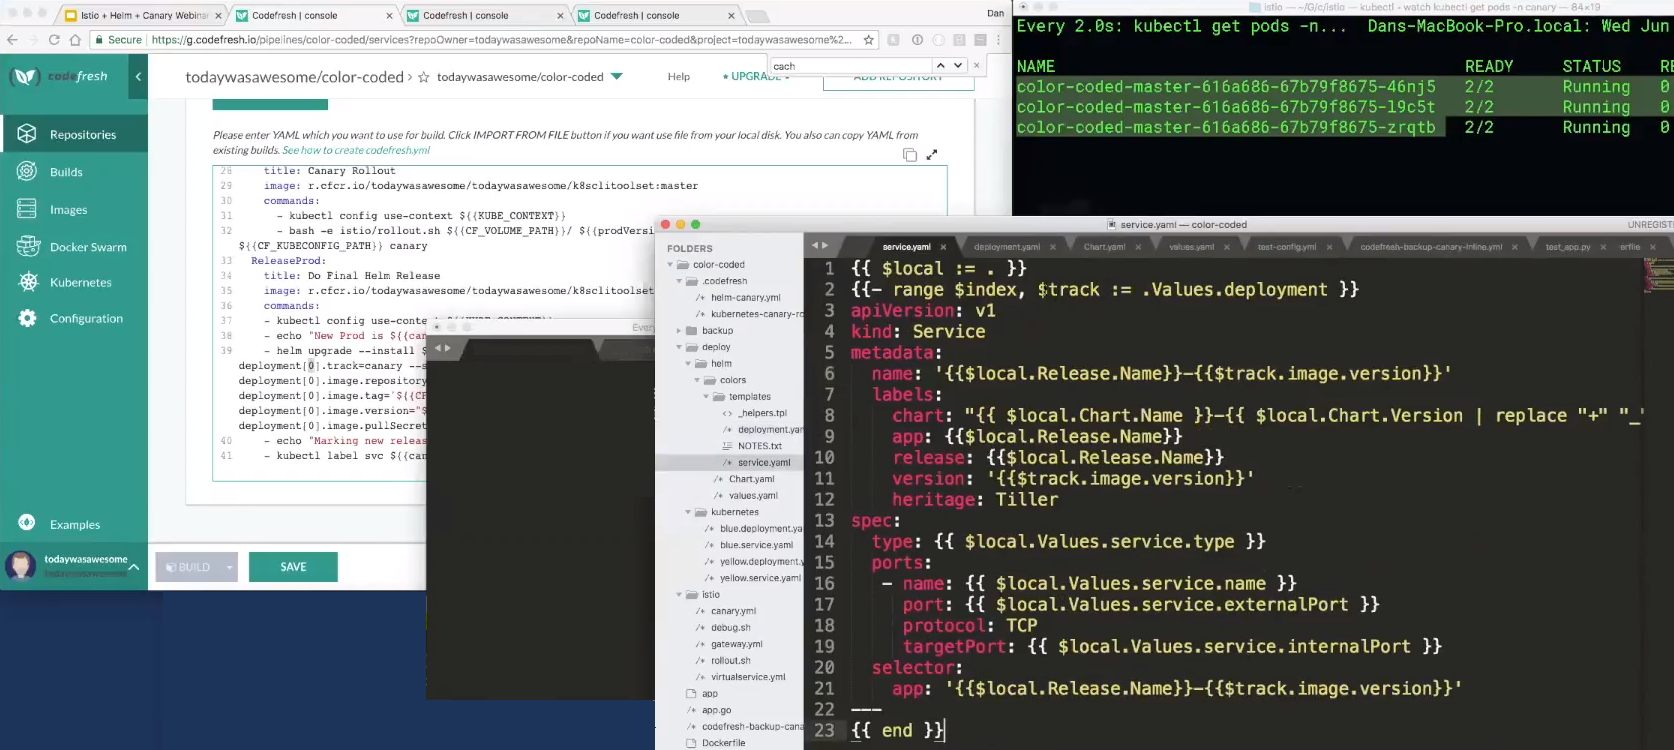 Istio + Helm + Canary Webinar
Codefresh | console
Codefresh | console
Codefresh | console
Dan
Secure
https://g.codefresh.io/pipelines/color-coded/services?repoOwner=todaywasawesome&repoName=color-coded&project=todaywasawesome%2...
codefresh
todaywasawesome/color-coded
todaywasawesome/color-coded
Help
UPGRADE
ADD REPOSITORY
cach
Repositories
Builds
Images
Docker Swarm
Kubernetes
Configuration
Examples
todaywasawesome
todaywasawesome
Please enter YAML which you want to use for build. Click IMPORT FROM FILE button if you want use file from your local disk. You also can copy YAML from
existing builds. See how to create codefresh.yml
28 title: Canary Rollout
29 image: r.cfcr.io/todaywasawesome/todaywasawesome/k8sclitoolset:master
30 commands:
31 - kubectl config use-context ${{KUBE_CONTEXT}}
32 - bash -e istio/rollout.sh ${{CF_VOLUME_PATH}}/ ${{prodVersi
${{CF_KUBECONFIG_PATH}} canary
33 ReleaseProd:
34 title: Do Final Helm Release
35 image: r.cfcr.io/todaywasawesome/todaywasawesome/k8sclitoolset
36 commands:
37 - kubectl config use-context ${{KUBE_CONTEXT}}
38 - echo "New Prod is ${{can
39 - helm upgrade --install $
deployment[0].track=canary --s
deployment[0].image.repository
deployment[0].image.tag='${{CF
deployment[0].image.version="$
deployment[0].image.pullSecret
40 - echo "Marking new releas
41 - kubectl label svc ${{can
BUILD
SAVE
Every
istio — ~/G/c/istio — kubectl • watch kubectl get pods -n canary — 84×19
Every 2.0s: kubectl get pods -n... Dans-MacBook-Pro.local: Wed Jun
NAME READY STATUS RE
color-coded-master-616a686-67b79f8675-46nj5 2/2 Running 0
color-coded-master-616a686-67b79f8675-l9c5t 2/2 Running 0
color-coded-master-616a686-67b79f8675-zrqtb 2/2 Running 0
service.yaml — color-coded
UNREGIST
FOLDERS
color-coded
.codefresh
helm-canary.yml
kubernetes-canary-ro
backup
deploy
helm
colors
templates
_helpers.tpl
deployment.yam
NOTES.txt
service.yaml
Chart.yaml
values.yaml
kubernetes
blue.deployment.ya
blue.service.yaml
yellow.deployment.y
yellow.service.yaml
istio
canary.yml
debug.sh
gateway.yml
rollout.sh
virtualservice.yml
app
app.go
codefresh-backup-cana
Dockerfile
service.yaml
deployment.yaml
Chart.yaml
values.yaml
test-config.yml
codefresh-backup-canary-inline.yml
test_app.py
erfile
1 {{ $local := . }}
2 {{- range $index, $track := .Values.deployment }}
3 apiVersion: v1
4 kind: Service
5 metadata:
6 name: '{{$local.Release.Name}}-{{$track.image.version}}'
7 labels:
8 chart: "{{ $local.Chart.Name }}-{{ $local.Chart.Version | replace "+" "_"
9 app: {{$local.Release.Name}}
10 release: {{$local.Release.Name}}
11 version: '{{$track.image.version}}'
12 heritage: Tiller
13 spec:
14 type: {{ $local.Values.service.type }}
15 ports:
16 - name: {{ $local.Values.service.name }}
17 port: {{ $local.Values.service.externalPort }}
18 protocol: TCP
19 targetPort: {{ $local.Values.service.internalPort }}
20 selector:
21 app: '{{$local.Release.Name}}-{{$track.image.version}}'
22 ---
23 {{ end }}